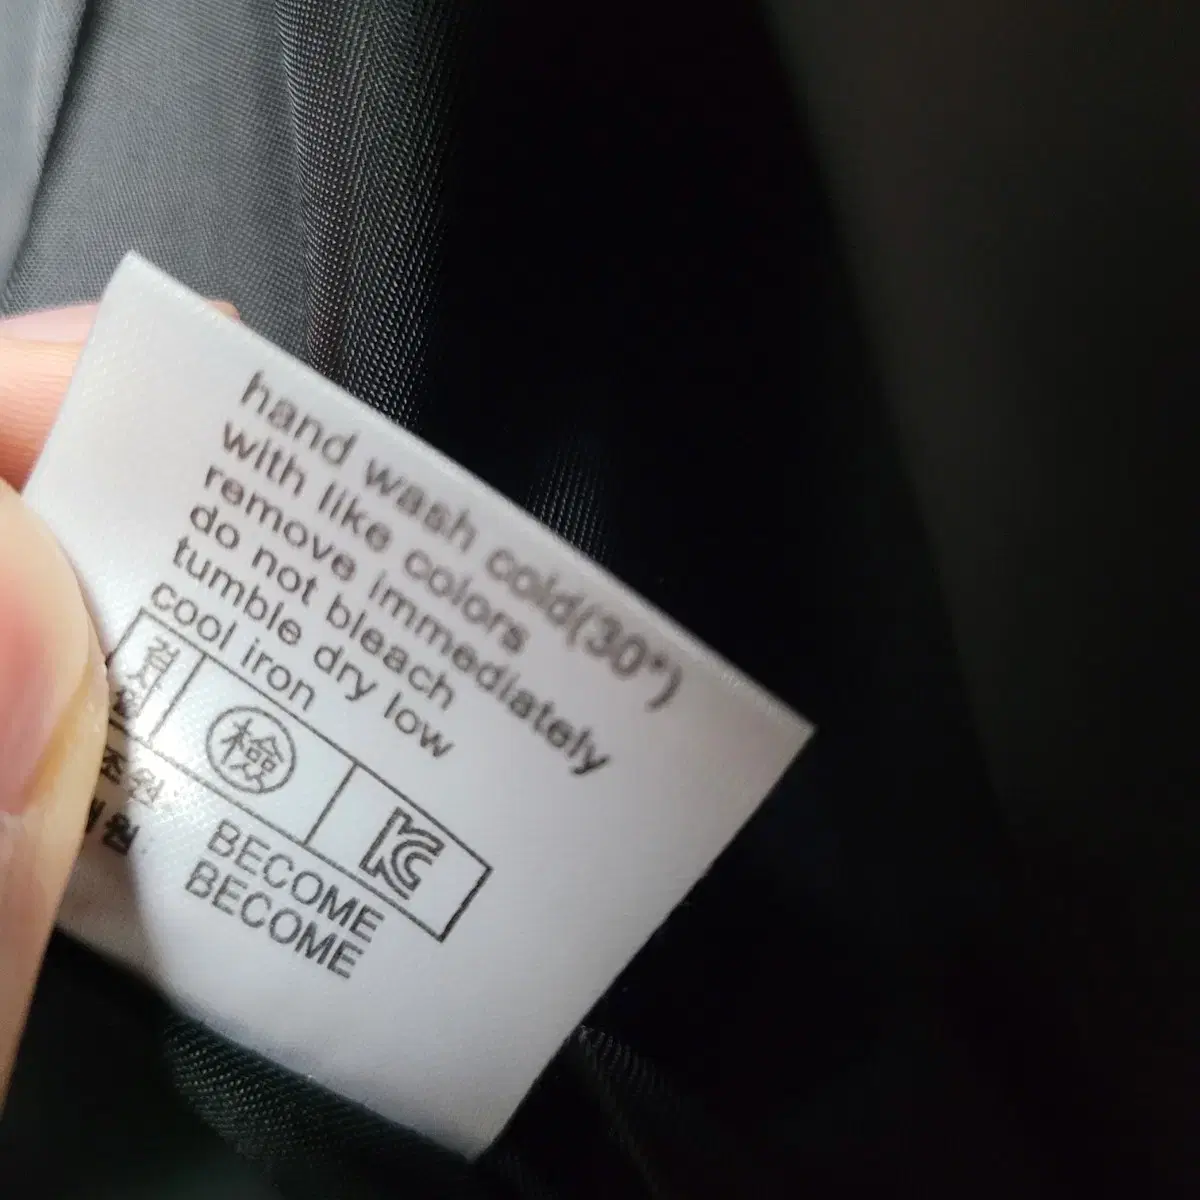 hand wash cold(30°)
with like colors
remove immediately
do not bleach
tumble dry low
cool iron
檢 KC
BECOME
BECOME